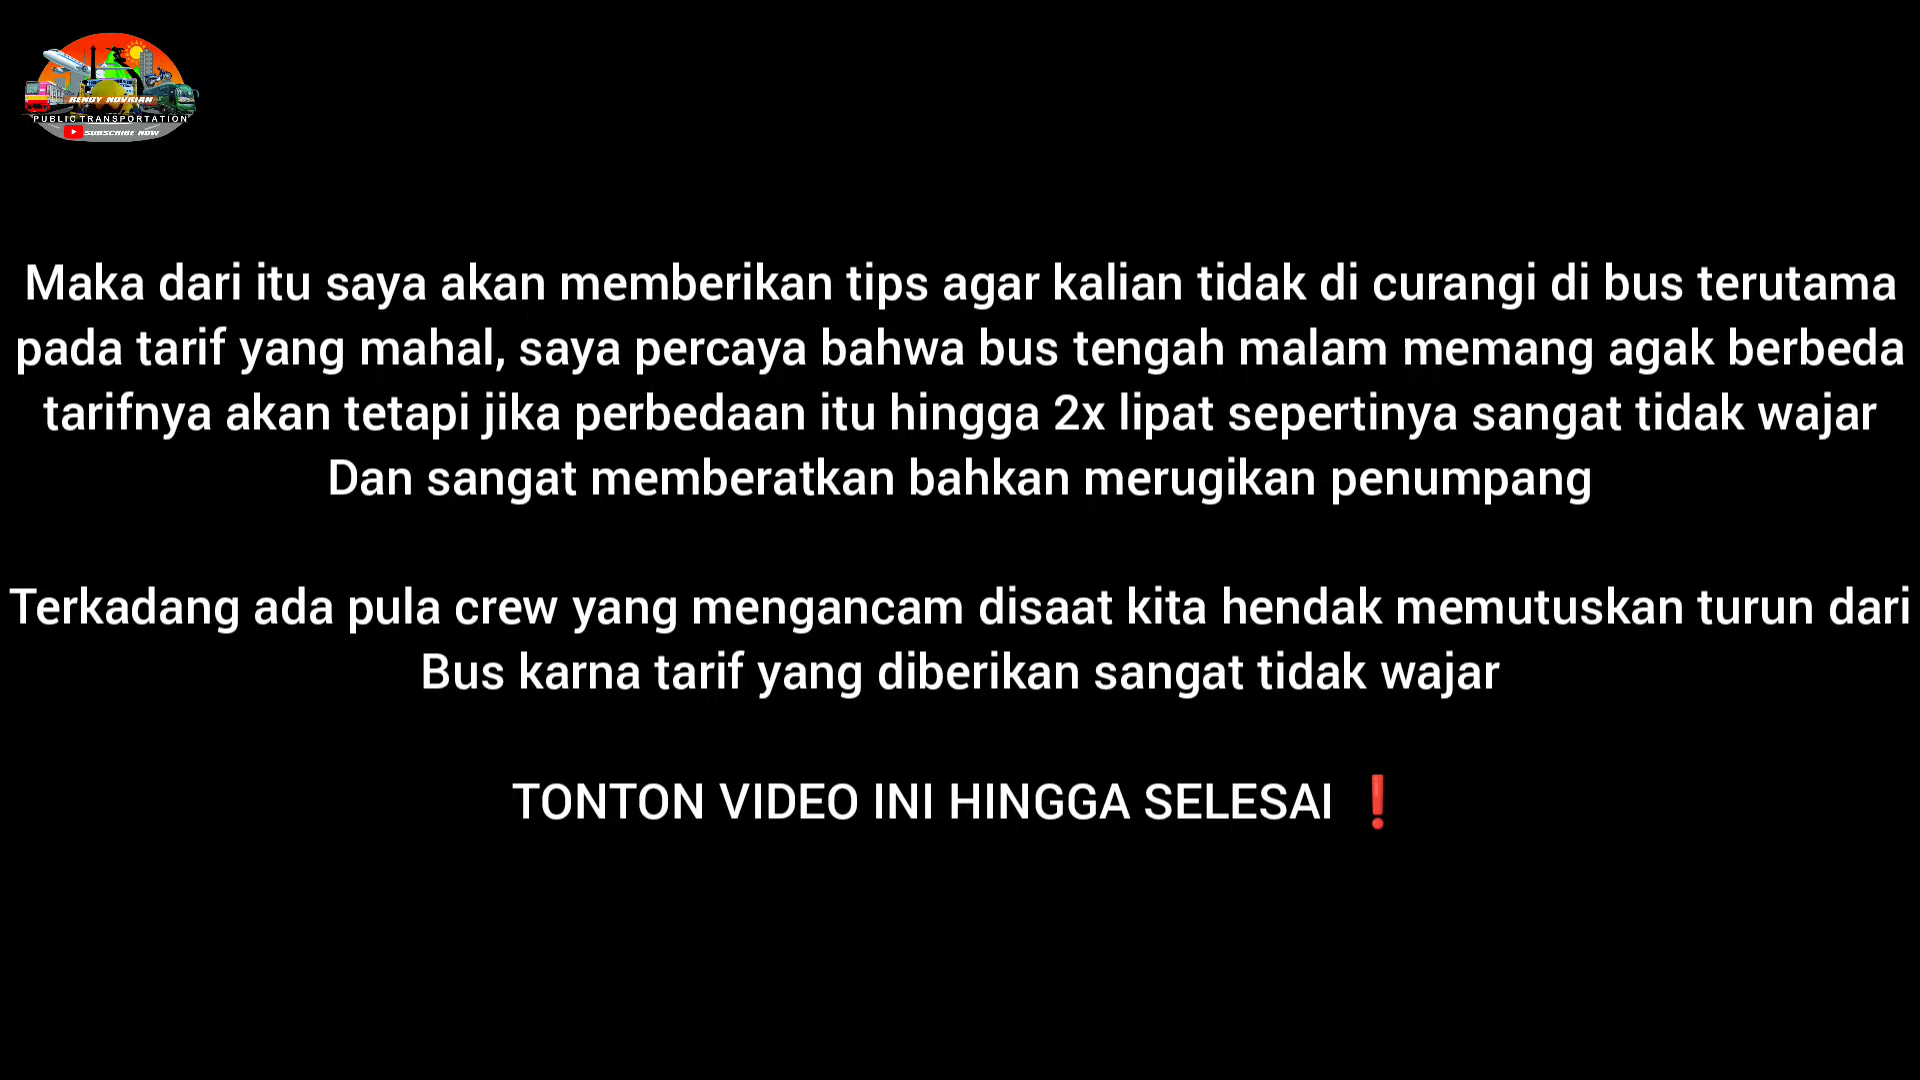 RENDY NOVRIAN
PUBLIC TRANSPORTATION
SUBSCRIBE NOW
Maka dari itu saya akan memberikan tips agar kalian tidak di curangi di bus terutama
pada tarif yang mahal, saya percaya bahwa bus tengah malam memang agak berbeda
tarifnya akan tetapi jika perbedaan itu hingga 2x lipat sepertinya sangat tidak wajar
Dan sangat memberatkan bahkan merugikan penumpang
Terkadang ada pula crew yang mengancam disaat kita hendak memutuskan turun dari
Bus karna tarif yang diberikan sangat tidak wajar
TONTON VIDEO INI HINGGA SELESAI ❗